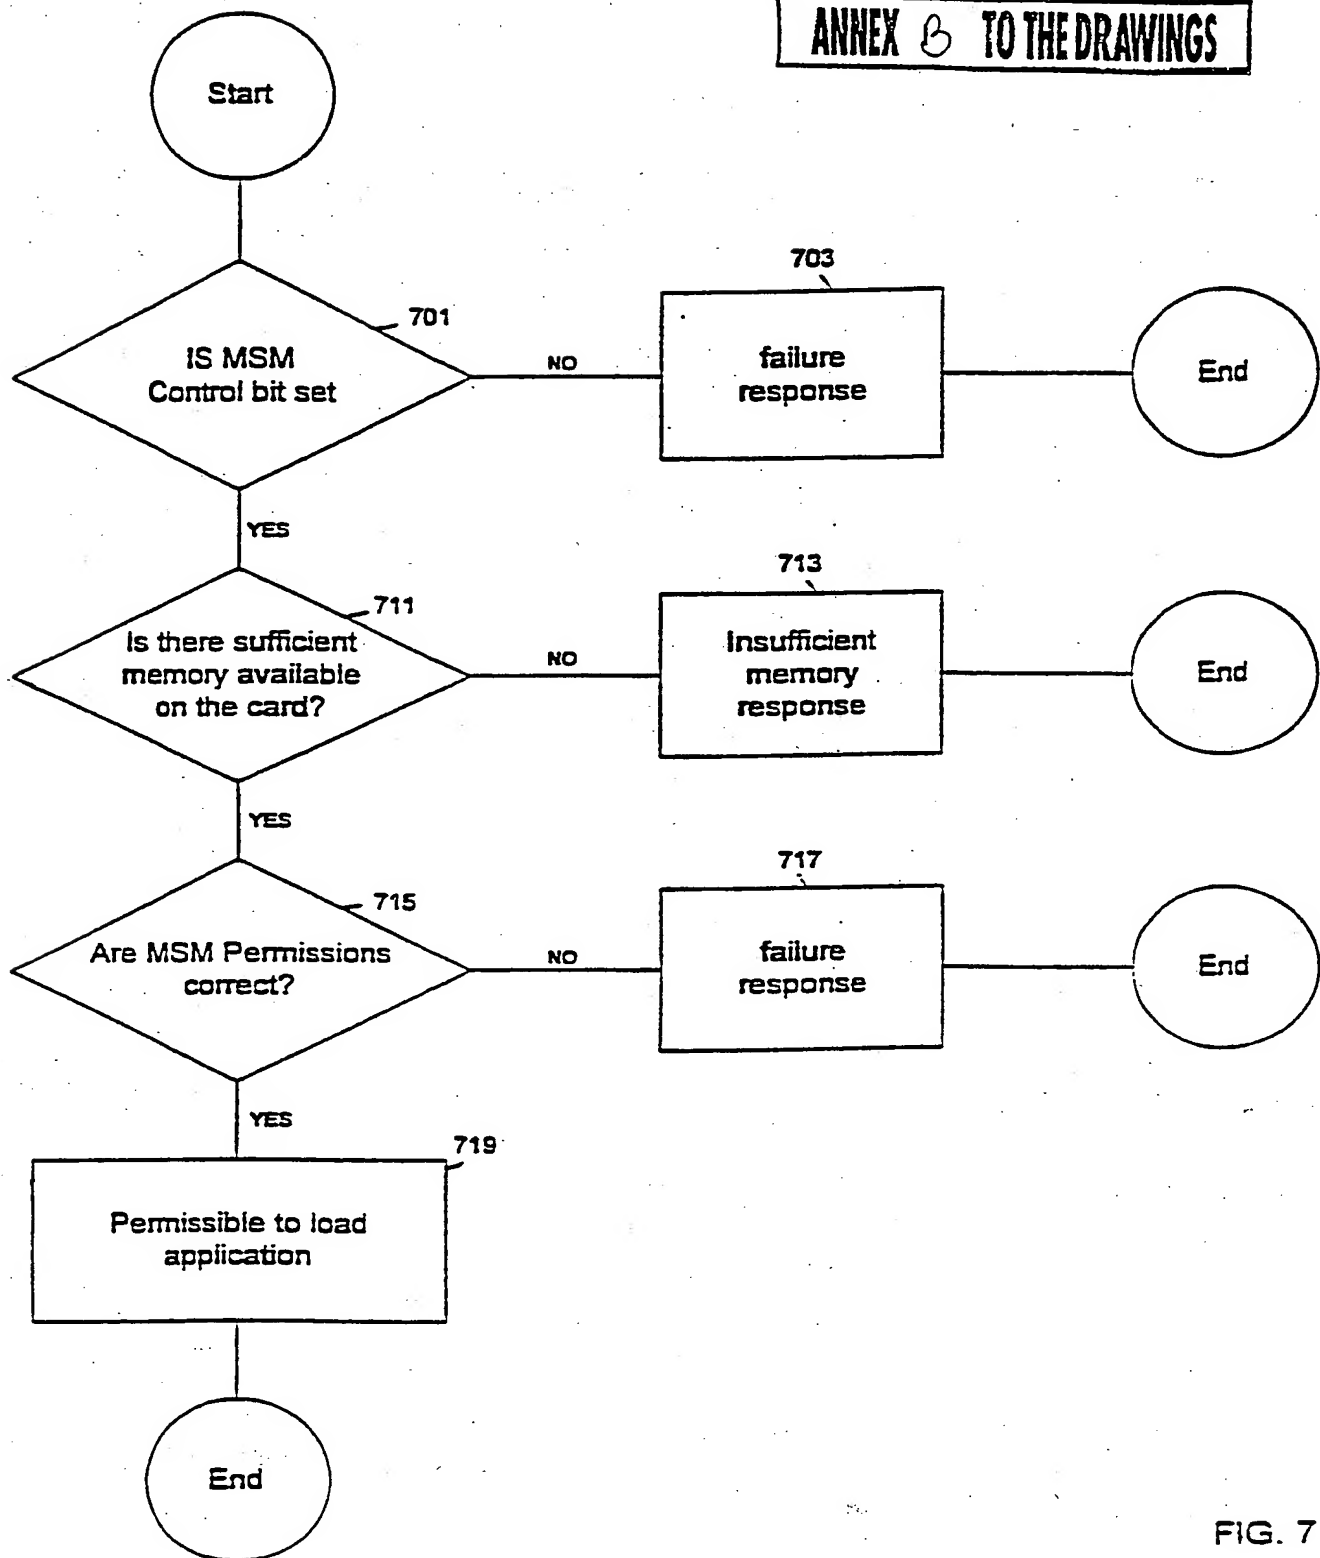 ANNEX B TO THE DRAWINGS
Start
701
IS MSM
Control bit set
NO
703
failure
response
End
YES
711
Is there sufficient
memory available
on the card?
NO
713
Insufficient
memory
response
End
YES
715
Are MSM Permissions
correct?
NO
717
failure
response
End
YES
719
Permissible to load
application
End
FIG. 7